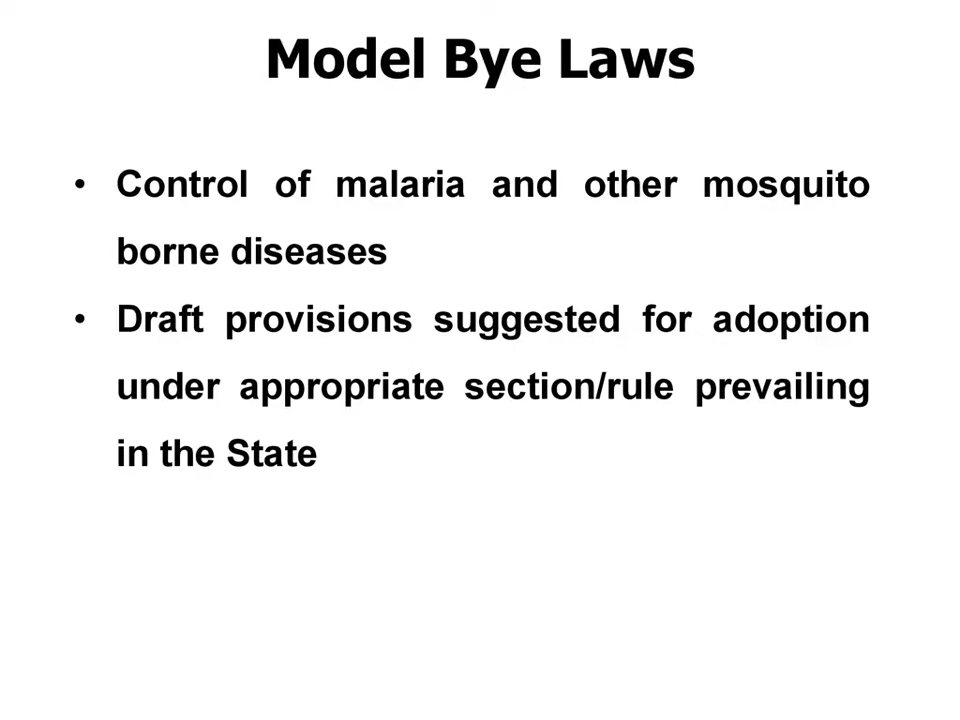 Model Bye Laws
• Control of malaria and other mosquito
borne diseases
• Draft provisions suggested for adoption
under appropriate section/rule prevailing
in the State